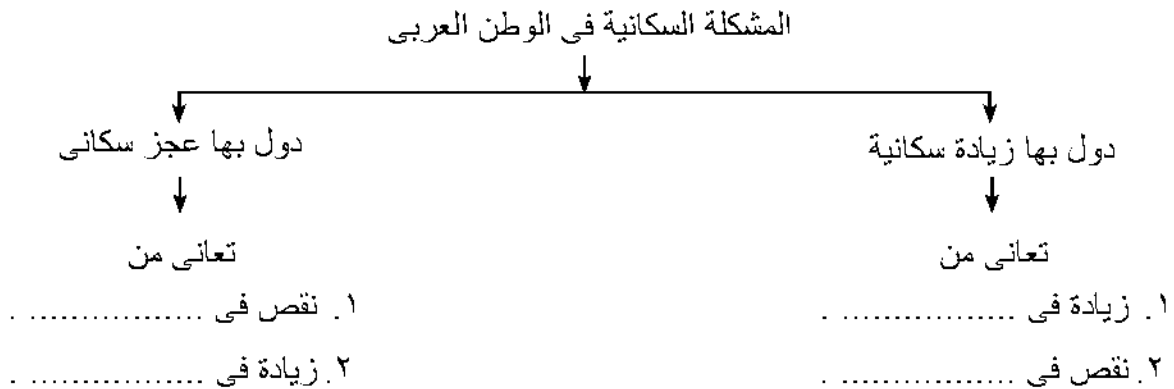 المشكلة السكانية فى الوطن العربى
دول بها زيادة سكانية
دول بها عجز سكانى
تعانى من
تعانى من
١. زيادة فى ................. .
١. نقص فى ................. .
٢. نقص فى ................. .
٢. زيادة فى ................. .